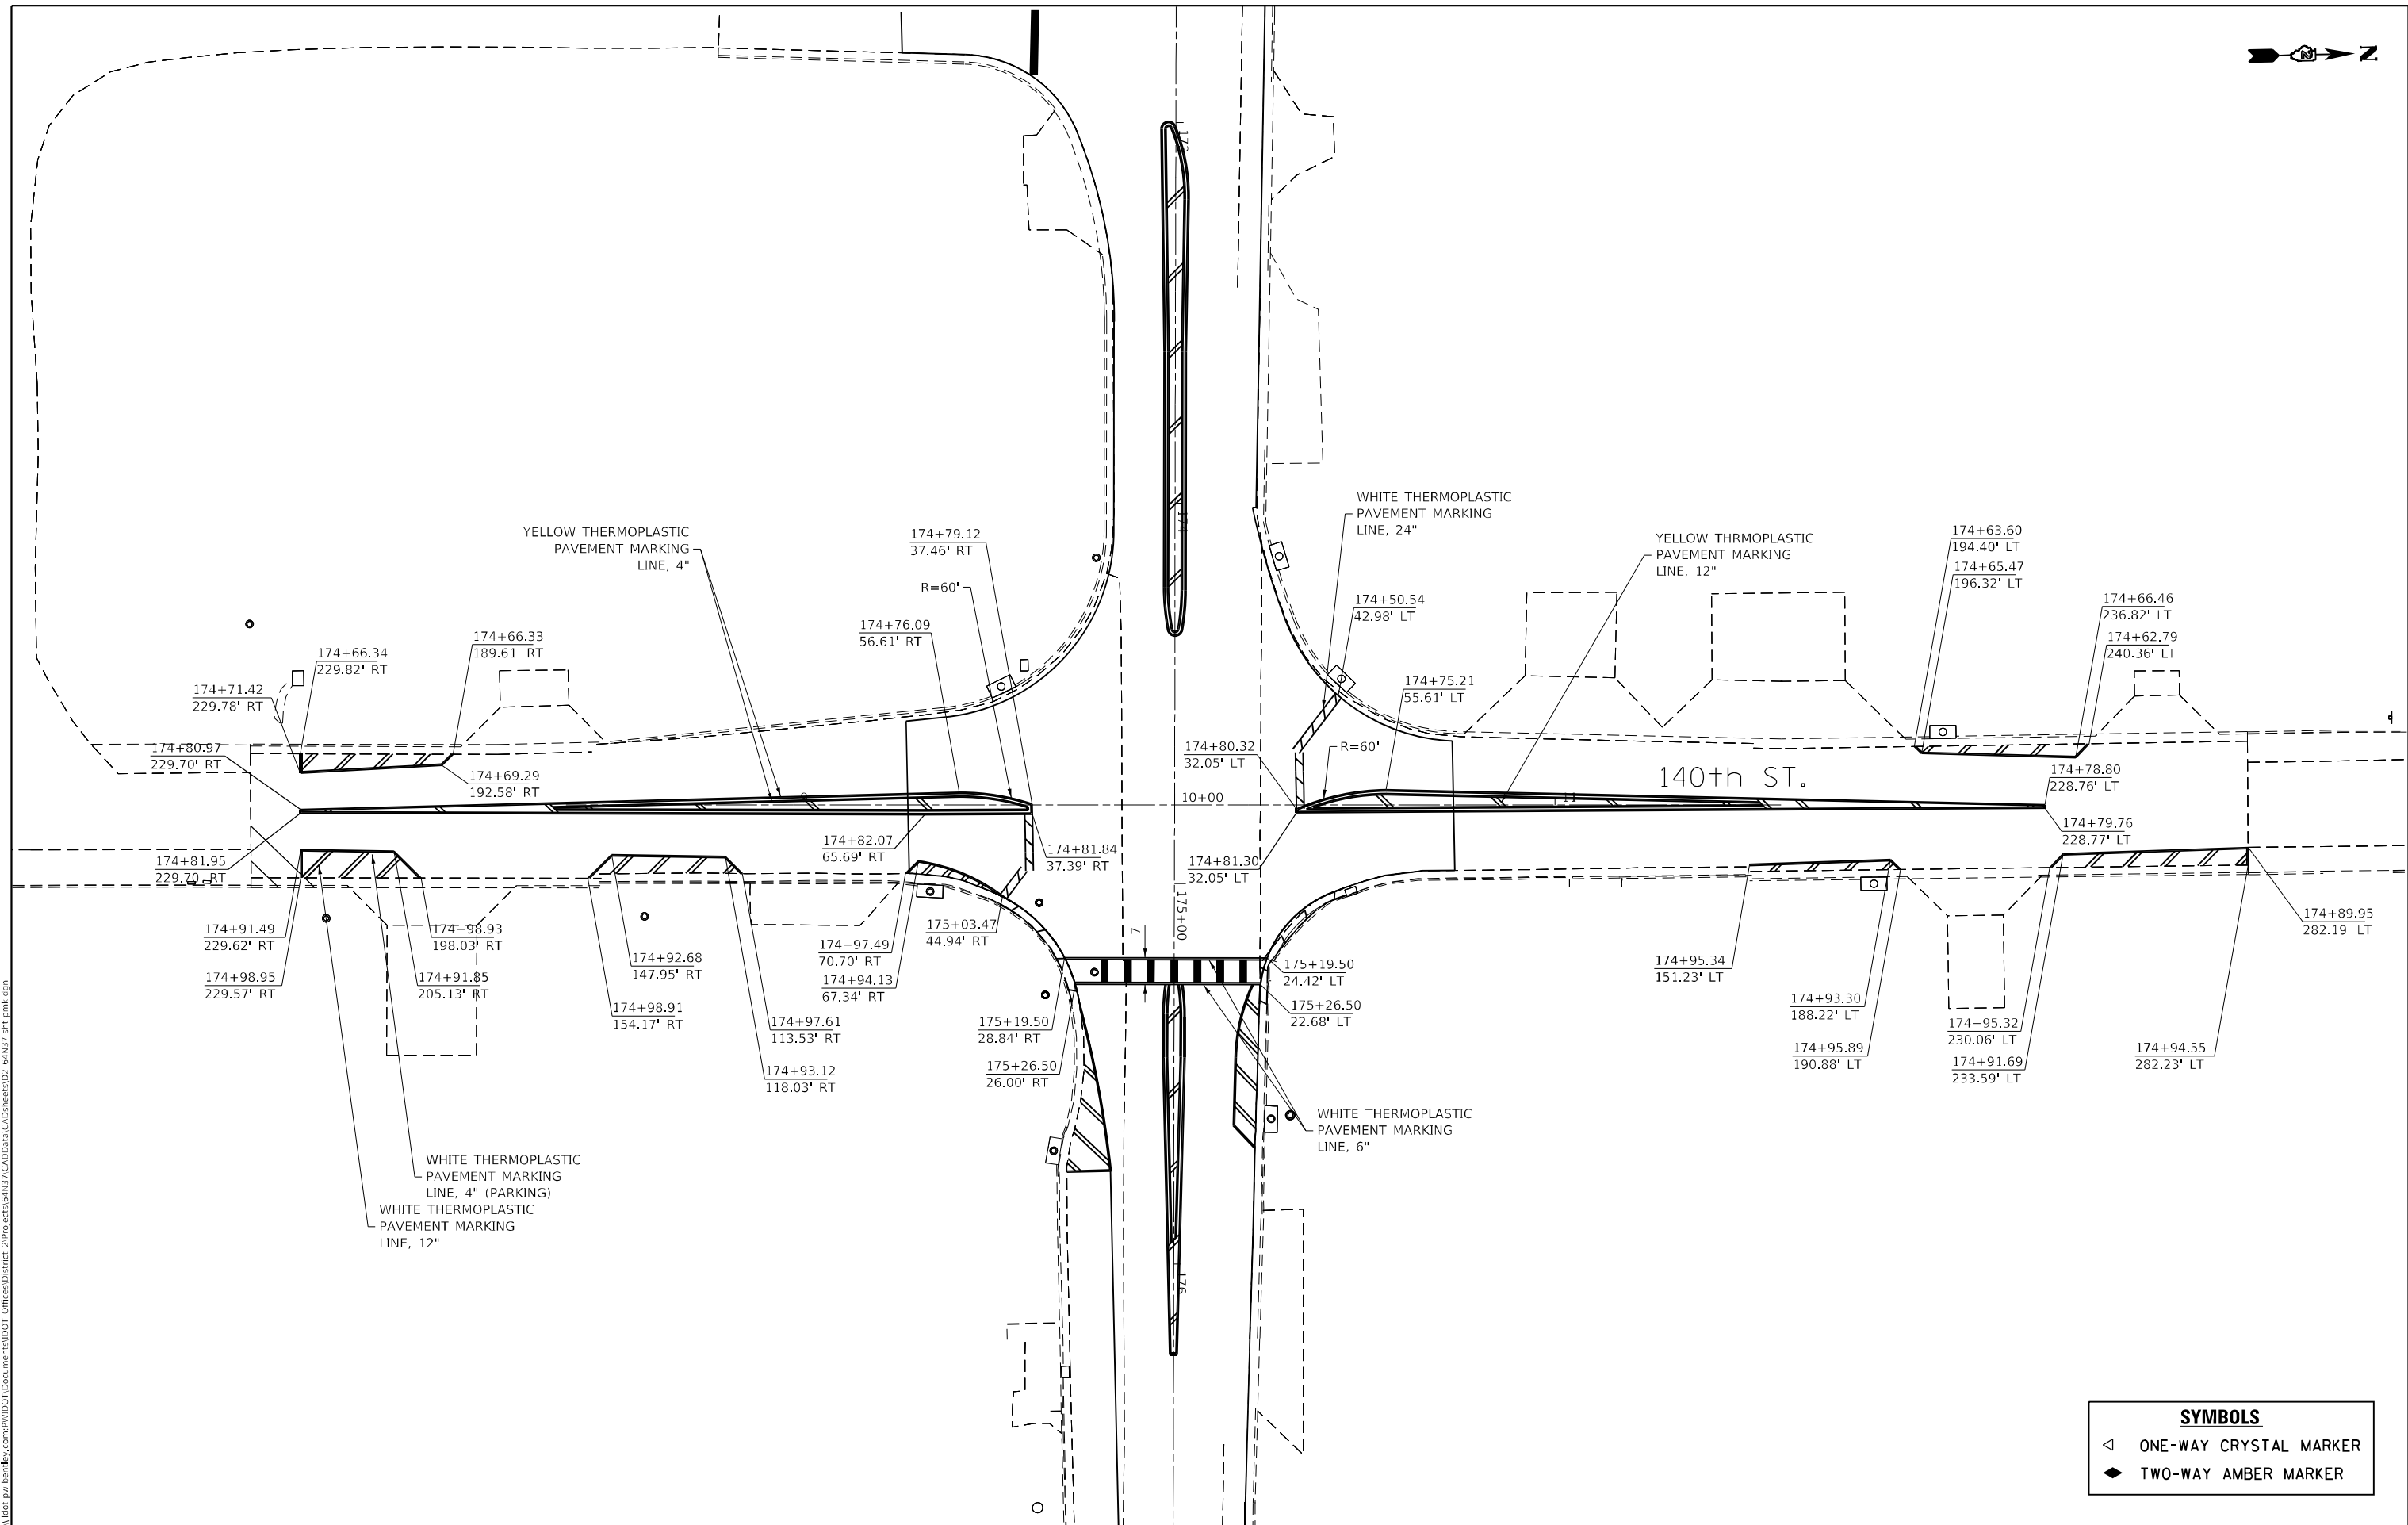 N
173
WHITE THERMOPLASTIC
PAVEMENT MARKING
LINE, 24"
174
YELLOW THERMOPLASTIC
PAVEMENT MARKING
LINE, 4"
174+79.12
37.46' RT
R=60'
YELLOW THRMOPLASTIC
PAVEMENT MARKING
LINE, 12"
174+63.60
194.40' LT
174+65.47
196.32' LT
174+50.54
42.98' LT
174+66.46
236.82' LT
174+62.79
240.36' LT
174+76.09
56.61' RT
174+66.33
189.61' RT
174+66.34
229.82' RT
174+71.42
229.78' RT
174+75.21
55.61' LT
174+80.97
229.70' RT
174+69.29
192.58' RT
174+80.32
32.05' LT
R=60'
140th ST.
174+78.80
228.76' LT
9
10+00
11
174+79.76
228.77' LT
174+82.07
65.69' RT
174+81.84
37.39' RT
174+81.30
32.05' LT
174+81.95
229.70' RT
175+00
174+91.49
229.62' RT
174+98.93
198.03' RT
174+97.49
70.70' RT
175+03.47
44.94' RT
7'
174+89.95
282.19' LT
174+98.95
229.57' RT
174+91.85
205.13' RT
174+92.68
147.95' RT
174+94.13
67.34' RT
175+19.50
24.42' LT
174+95.34
151.23' LT
174+98.91
154.17' RT
174+97.61
113.53' RT
175+19.50
28.84' RT
175+26.50
22.68' LT
174+93.30
188.22' LT
174+95.32
230.06' LT
174+93.12
118.03' RT
175+26.50
26.00' RT
174+95.89
190.88' LT
174+91.69
233.59' LT
174+94.55
282.23' LT
WHITE THERMOPLASTIC
PAVEMENT MARKING
LINE, 6"
WHITE THERMOPLASTIC
PAVEMENT MARKING
LINE, 4" (PARKING)
WHITE THERMOPLASTIC
PAVEMENT MARKING
LINE, 12"
176
SYMBOLS
ONE-WAY CRYSTAL MARKER
TWO-WAY AMBER MARKER